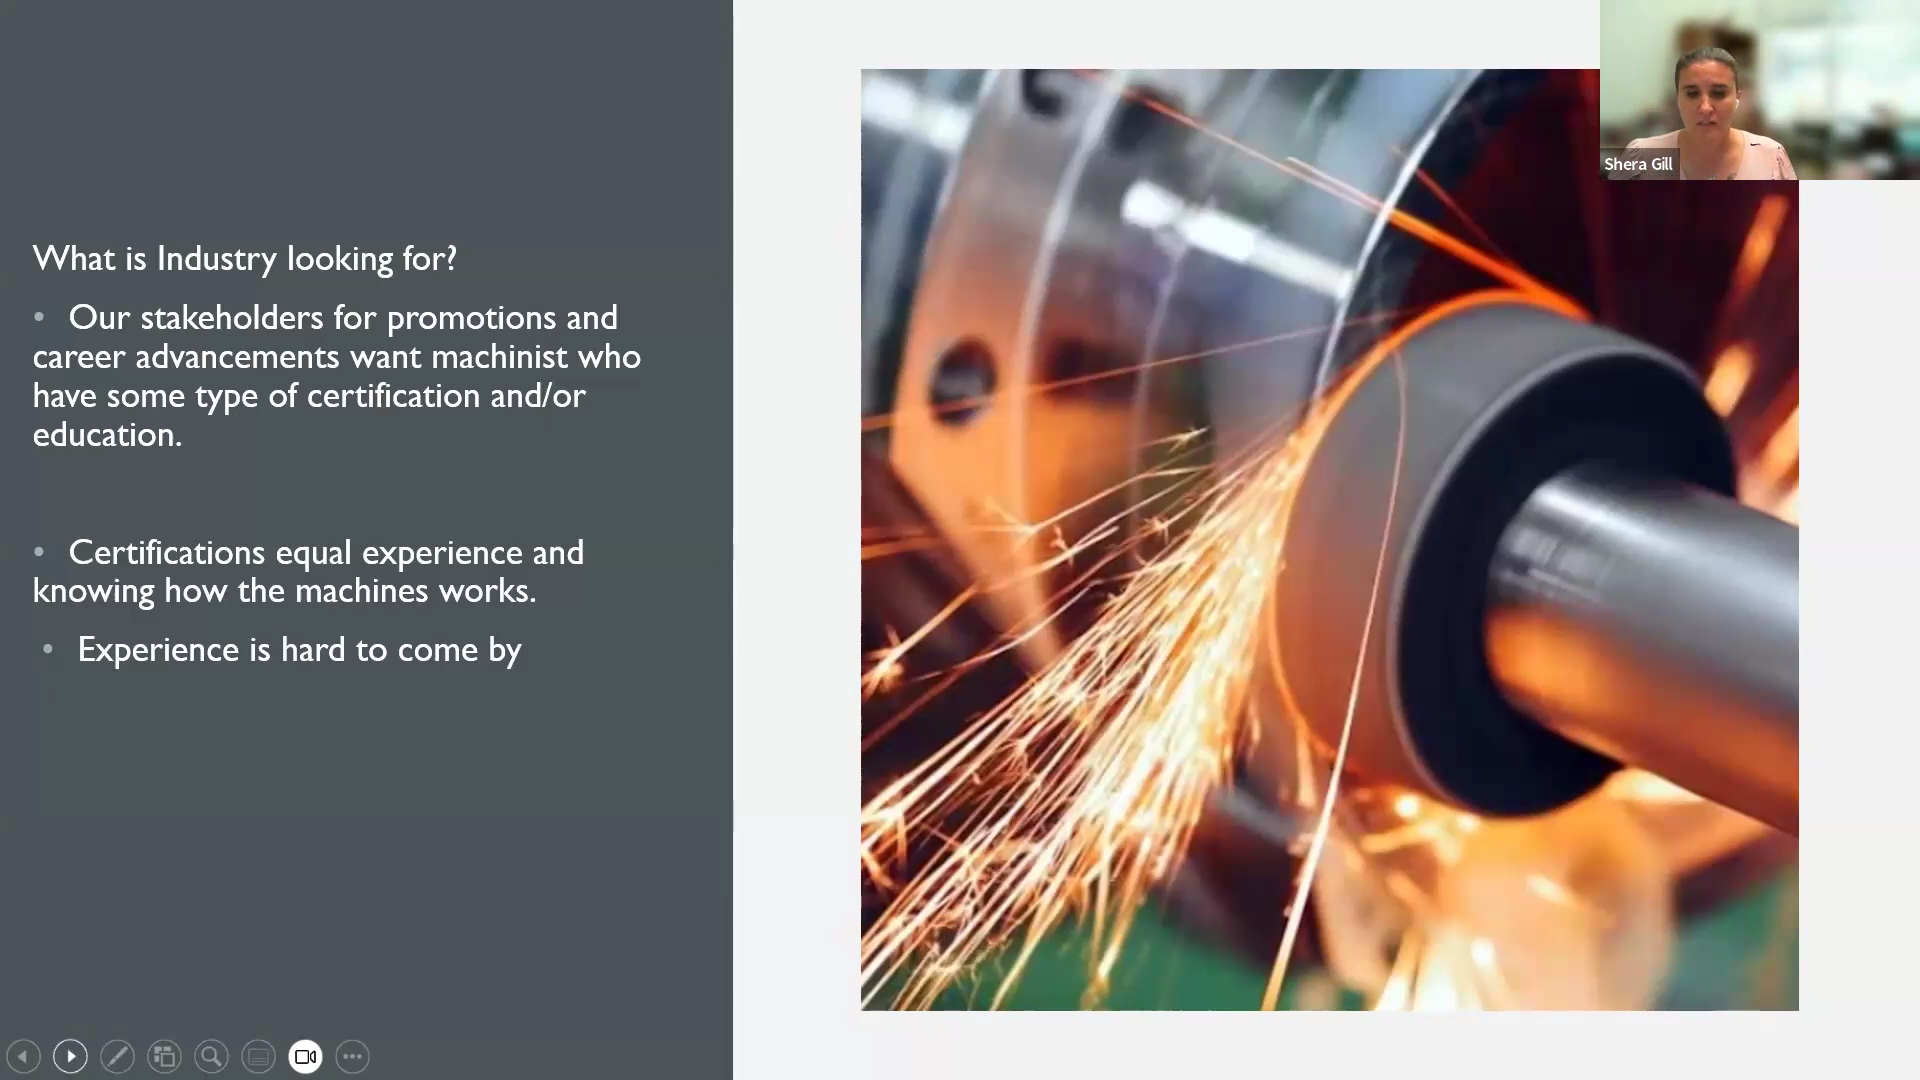 What is Industry looking for?
• Our stakeholders for promotions and
career advancements want machinist who
have some type of certification and/or
education.
• Certifications equal experience and
knowing how the machines works.
• Experience is hard to come by
Shera Gill